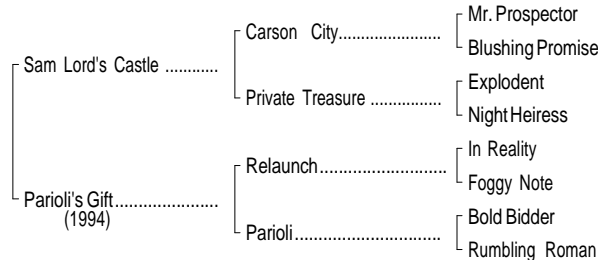 Mr. Prospector
Carson City.......................
Blushing Promise
Sam Lord's Castle ............
Explodent
Private Treasure ................
Night Heiress
In Reality
Relaunch............................
Foggy Note
Parioli's Gift.......................
(1994)
Bold Bidder
Parioli................................
Rumbling Roman